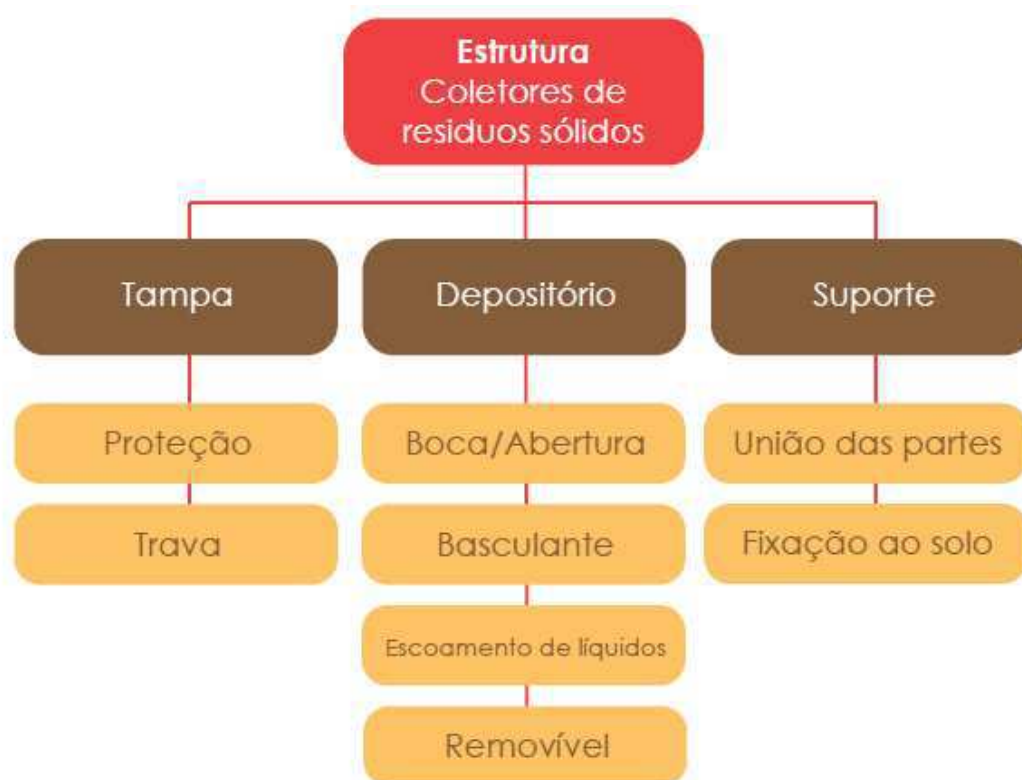 Estrutura
Coletores de
residuos sólidos
Tampa
Depositório
Suporte
Proteção
Boca/Abertura
União das partes
Trava
Basculante
Fixação ao solo
Escoamento de líquidos
Removível